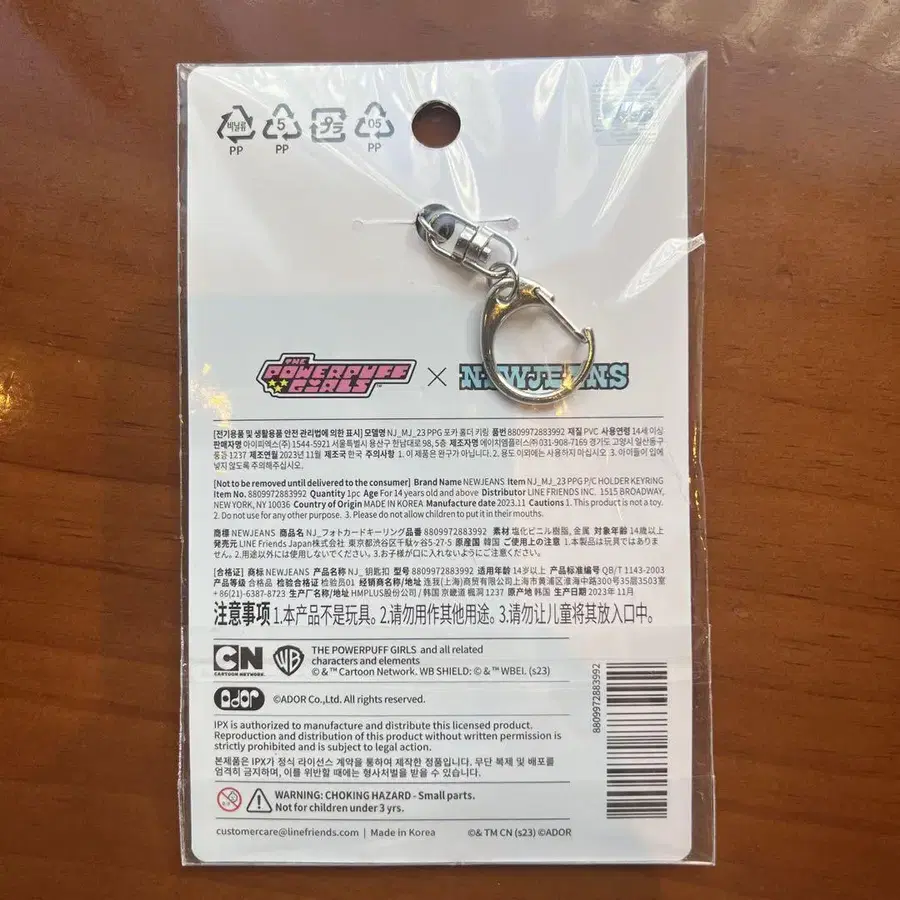 비닐류 5 プラ 05
PP PP PP
THE POWERPUFF GIRLS ™ × NEWJEANS
[전기용품 및 생활용품 안전 관리법에 의한 표시] 모델명 NJ_MJ_23 PPG 포카 홀더 키링 품번 8809972883992 재질 PVC 사용연령 14세 이상
판매자명 아이피엑스(주)/1544-5921 서울특별시 용산구 한남대로 98, 5층 제조자명 에이치엠플러스㈜/031-908-7169 경기도 고양시 일산동구
동국로 1237 제조연월 2023년 11월 제조국 한국 주의사항 1. 이 제품은 완구가 아닙니다. 2. 용도 이외에는 사용하지 마십시오 3. 아이들이 입에
넣지 않도록 주의해주십시오.
[Not to be removed until delivered to the consumer] Brand Name NEWJEANS Item NJ_MJ_23 PPG P/C HOLDER KEYRING
Item No. 8809972883992 Quantity 1pc Age For 14 years old and above Distributor LINE FRIENDS INC. 1515 BROADWAY,
NEW YORK, NY 10036 Country of Origin MADE IN KOREA Manufacture date 2023.11 Cautions 1. This product is not a toy.
2. Do not use for any other purpose. 3. Please do not allow children to put it in their mouths.
商標 NEWJEANS 商品名 NJ_フォトカードキーリング 品番 8809972883992 素材 塩化ビニル樹脂, 金属 対象年齢 14歳以上
発売元 LINE Friends Japan株式会社 東京都渋谷区千駄ヶ谷5-27-5 原産国 韓国 ご使用上の注意 1.本製品は玩具ではありま
せん。2.用途以外には使用しないでください。3.お子様が口に入れないようにご注意ください。
[合格证] 商标 NEWJEANS 产品名称 NJ_ 钥匙扣 型号 8809972883992 适用年龄 14岁以上 产品标准编号 QB/T 1143-2003
产品等级 合格品 检验合格证 检验员01 经销商名称/地址 连我(上海)商贸有限公司/上海市黄浦区淮海中路300号35层3503室
+86(21)-6387-8723 生产厂名称/地址 HMPLUS股份公司 / 韩国 京畿道 1237 原产地 韩国 生产日期 2023年 11月
注意事项 1.本产品不是玩具。2.请勿用作其他用途。3.请勿让儿童将其放入口中。
CN CARTOON NETWORK WB THE POWERPUFF GIRLS and all related
characters and elements
© & ™ Cartoon Network. WB SHIELD: © & ™ WBEI. (s23)
ADOR ©ADOR Co.,Ltd. All rights reserved.
IPX is authorized to manufacture and distribute this licensed product.
Reproduction and distribution of this product without written permission is
strictly prohibited and is subject to legal action.
본제품은 IPX가 정식 라이선스 계약을 통하여 제작한 정품입니다. 무단 복제 및 배포를
엄격히 금지하며, 이를 위반할 때에는 형사처벌을 받을 수 있습니다.
WARNING: CHOKING HAZARD - Small parts.
Not for children under 3 yrs.
customercare@linefriends.com | Made in Korea ©& TM CN (s23) ©ADOR
8809972883992